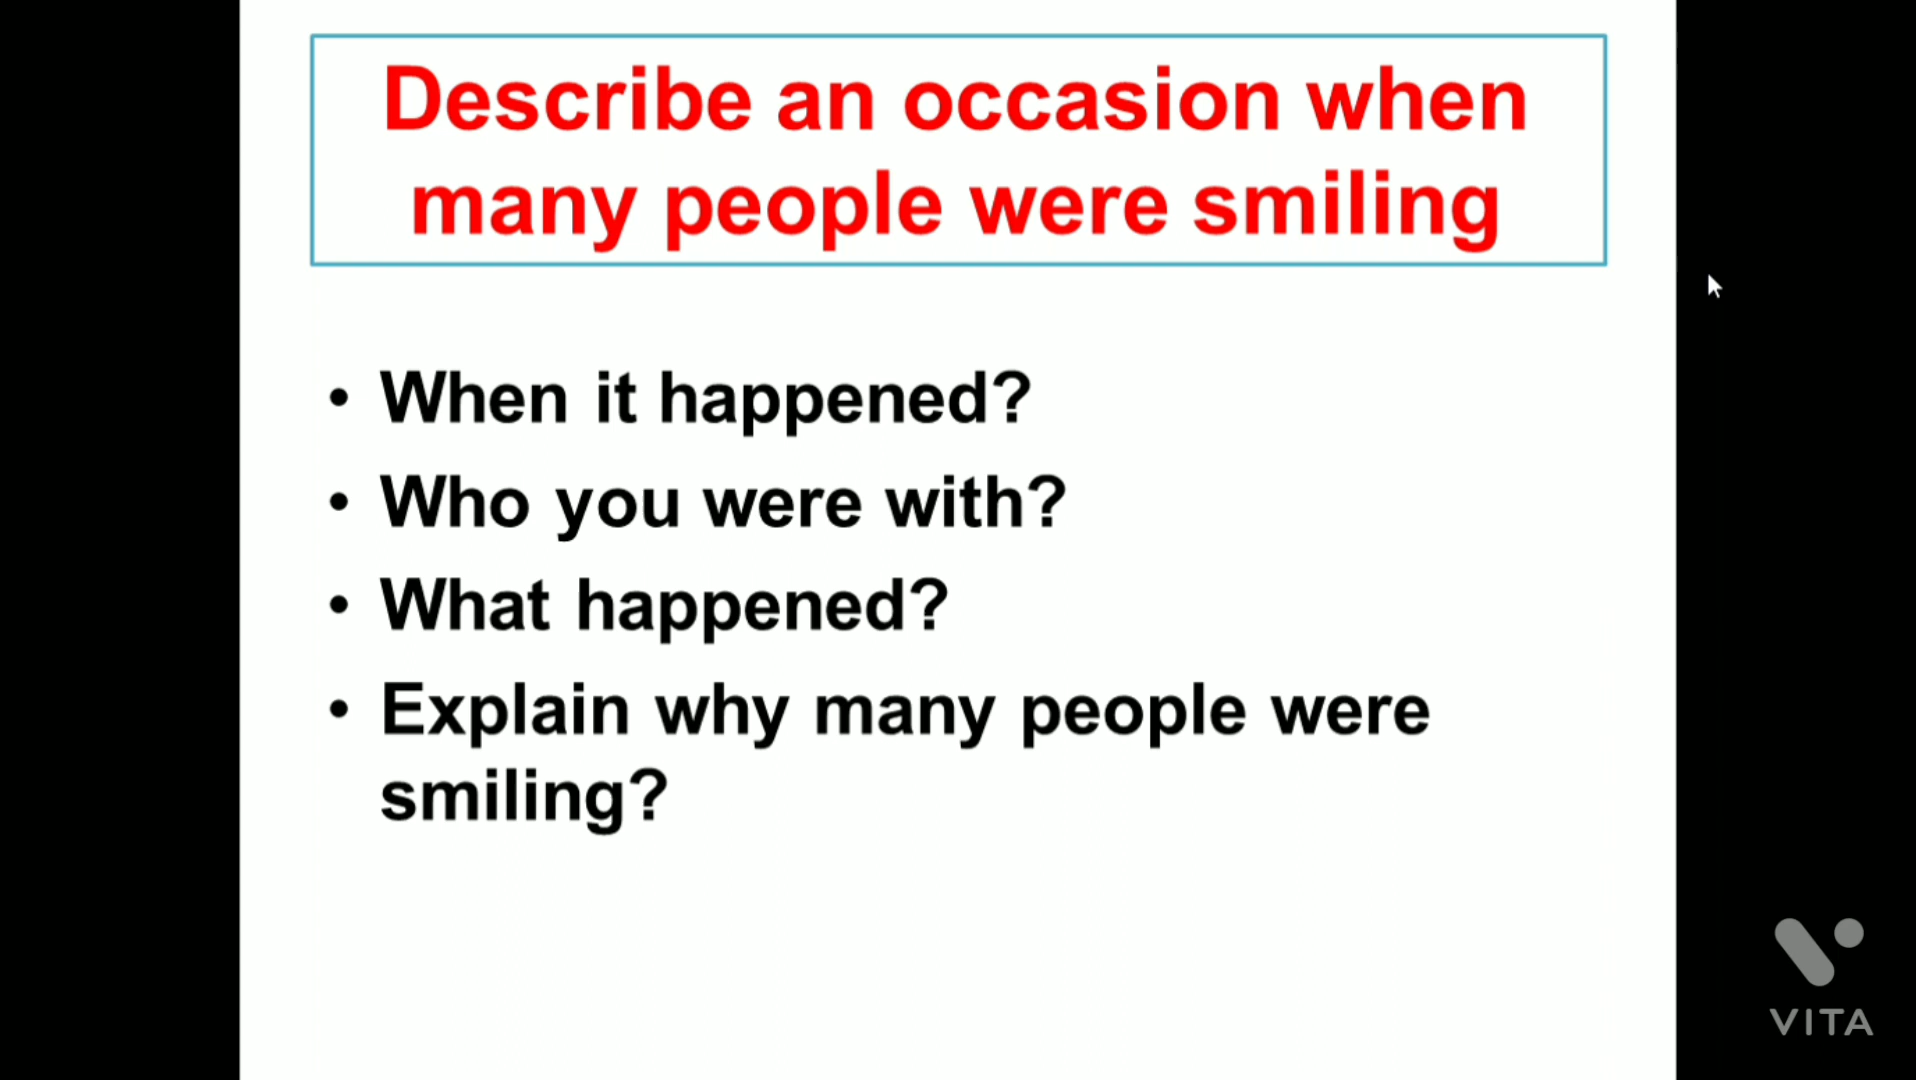 Describe an occasion when
many people were smiling
• When it happened?
• Who you were with?
• What happened?
• Explain why many people were
smiling?
VITA